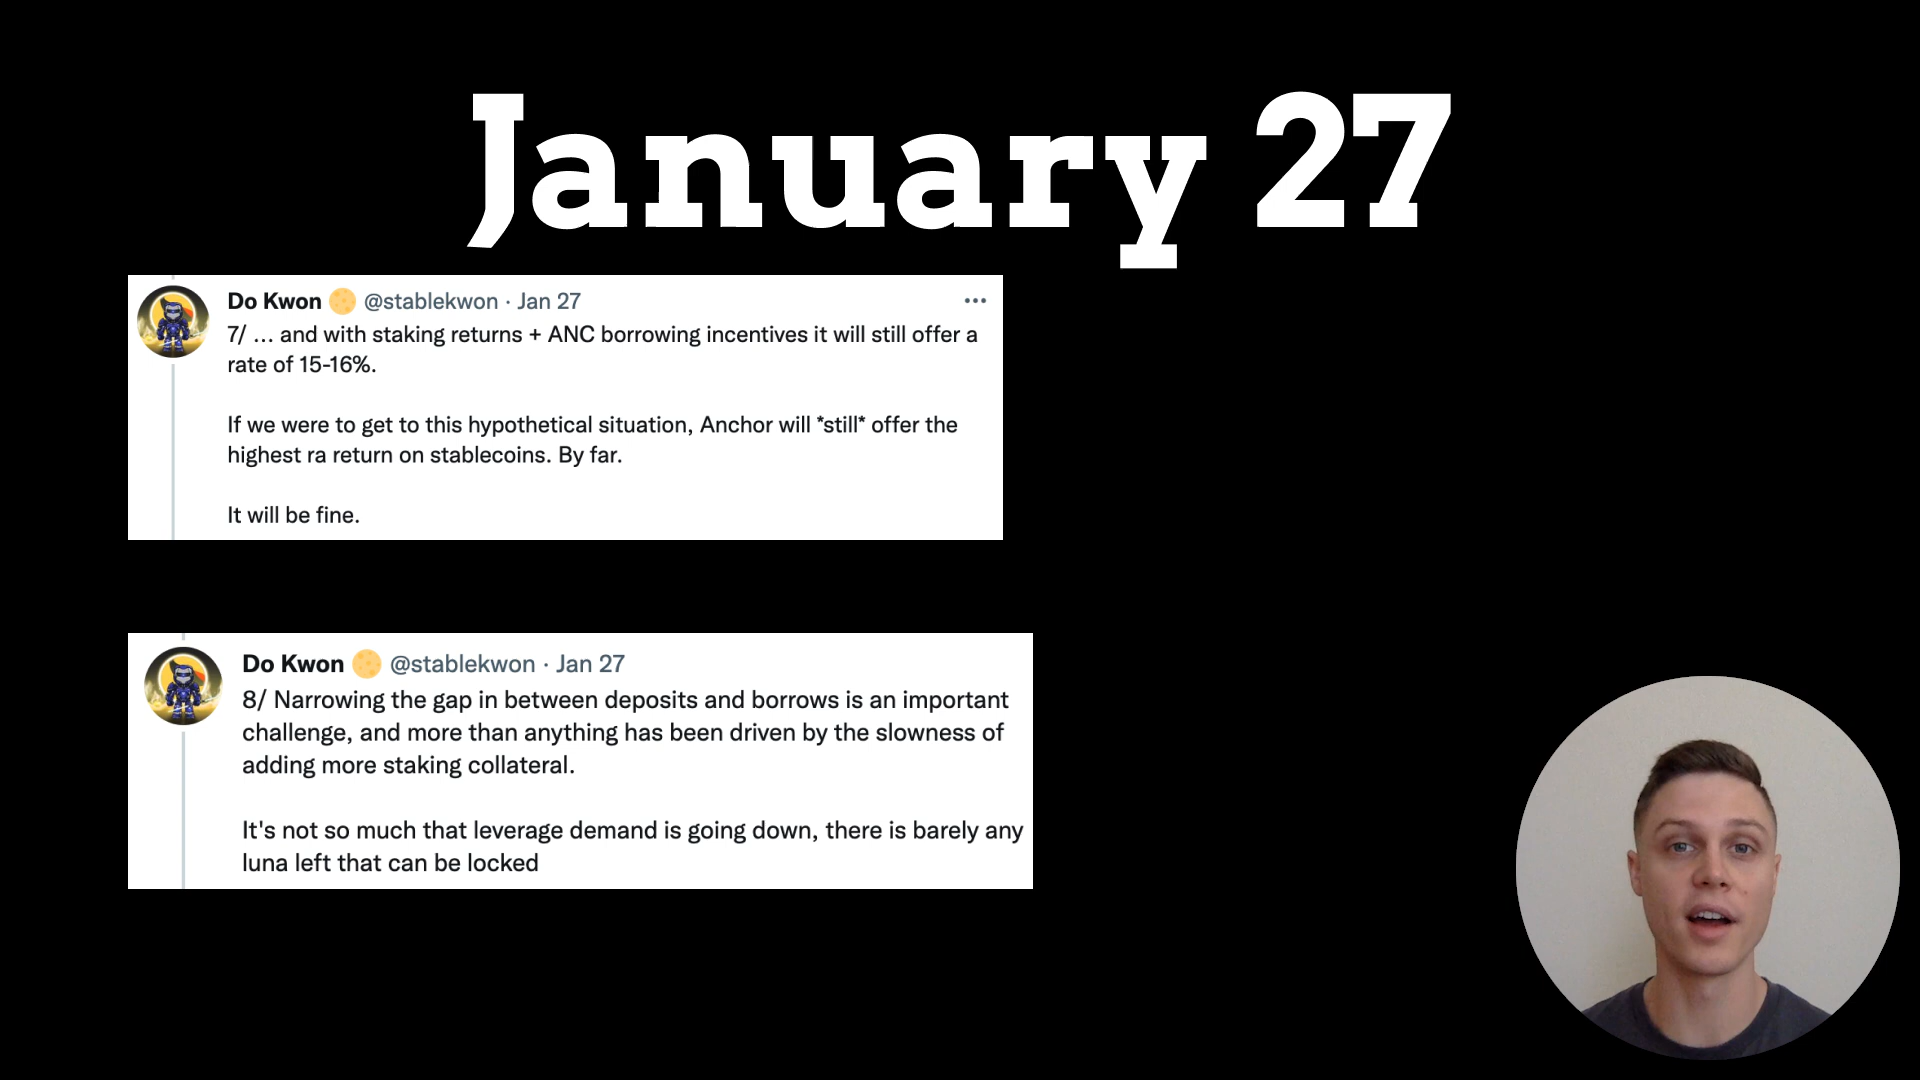 January 27
Do Kwon 🌕 @stablekwon · Jan 27 ···
7/ … and with staking returns + ANC borrowing incentives it will still offer a
rate of 15-16%.
If we were to get to this hypothetical situation, Anchor will *still* offer the
highest ra return on stablecoins. By far.
It will be fine.
Do Kwon 🌕 @stablekwon · Jan 27
8/ Narrowing the gap in between deposits and borrows is an important
challenge, and more than anything has been driven by the slowness of
adding more staking collateral.
It's not so much that leverage demand is going down, there is barely any
luna left that can be locked